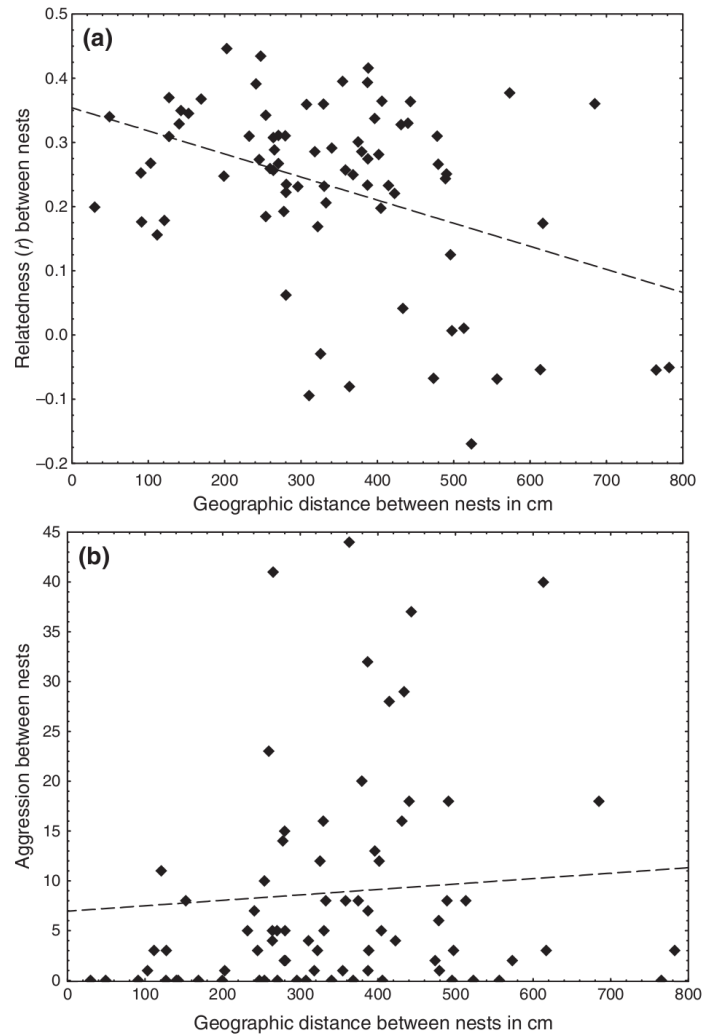 (a)
Relatedness (r) between nests
0.5
0.4
0.3
0.2
0.1
0.0
–0.1
–0.2
0 100 200 300 400 500 600 700 800
Geographic distance between nests in cm
(b)
Aggression between nests
45
40
35
30
25
20
15
10
5
0
0 100 200 300 400 500 600 700 800
Geographic distance between nests in cm